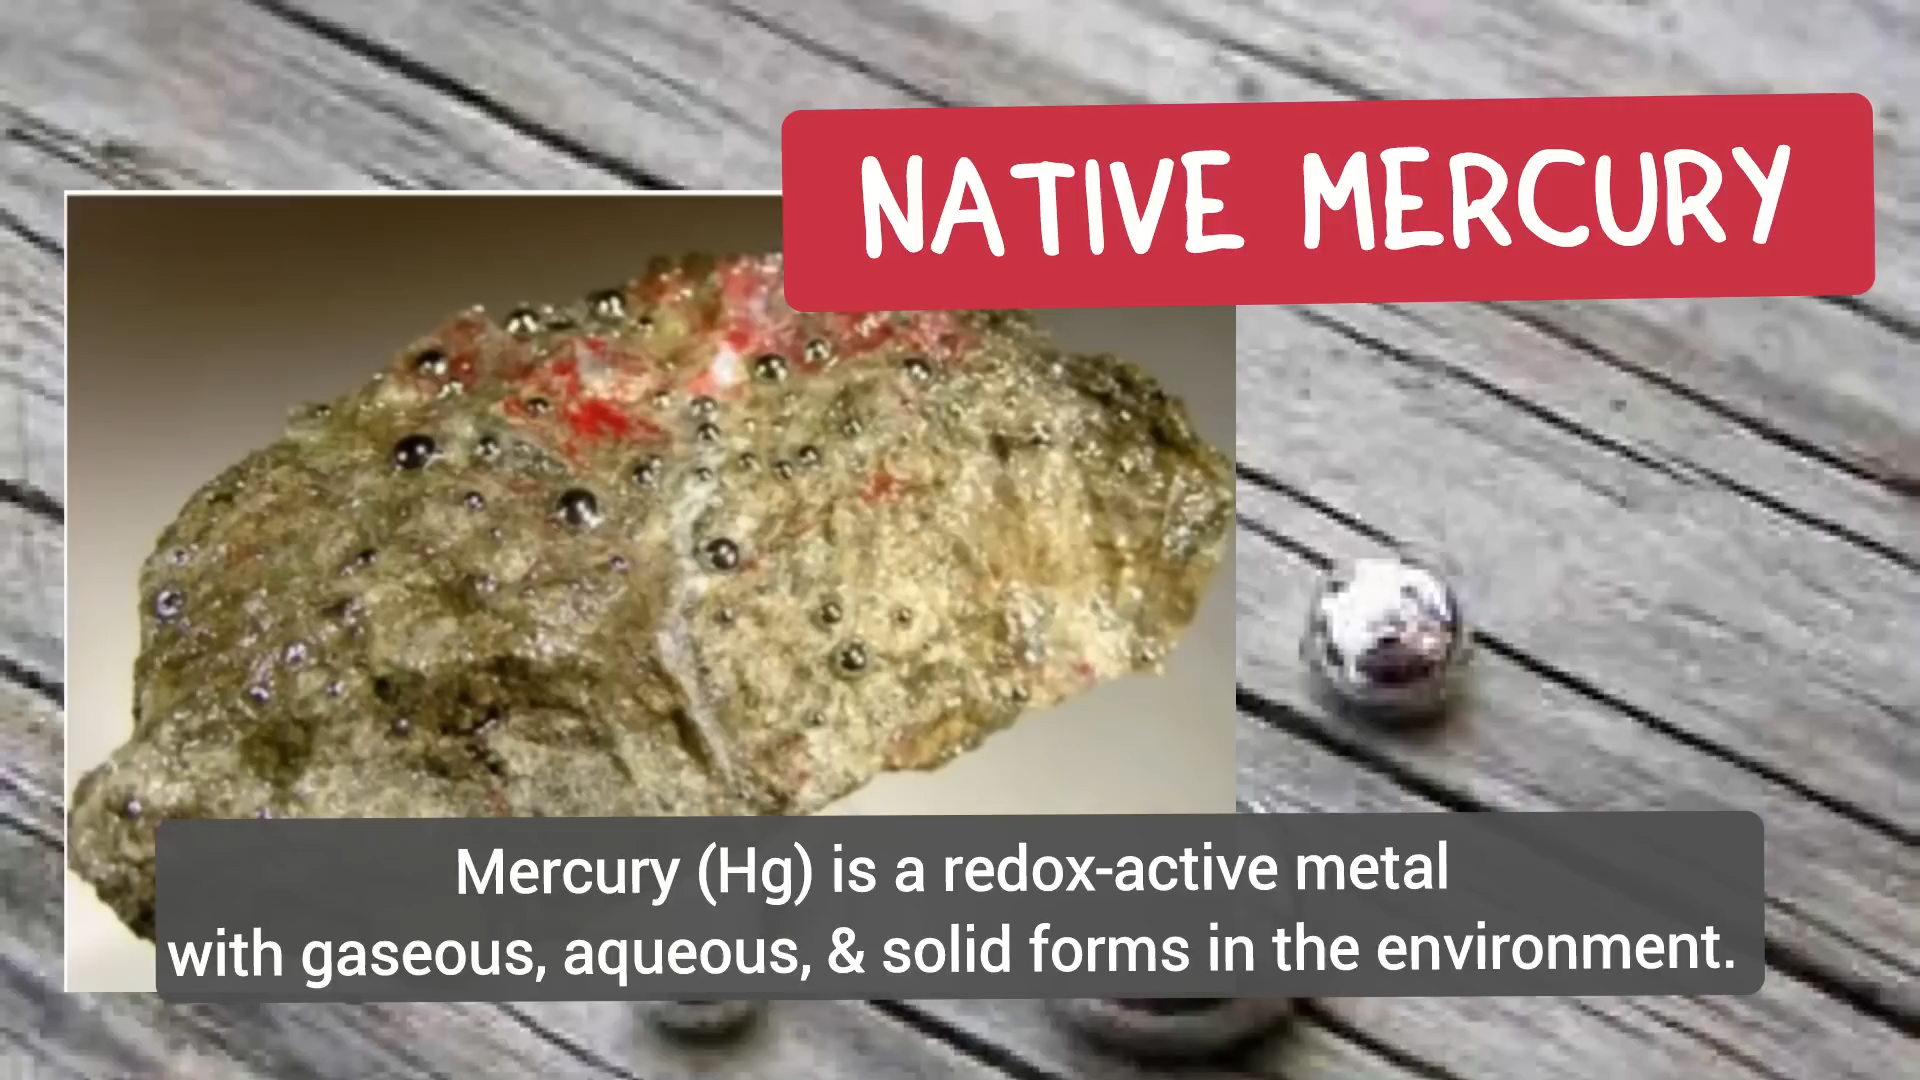 NATIVE MERCURY
Mercury (Hg) is a redox-active metal
with gaseous, aqueous, & solid forms in the environment.